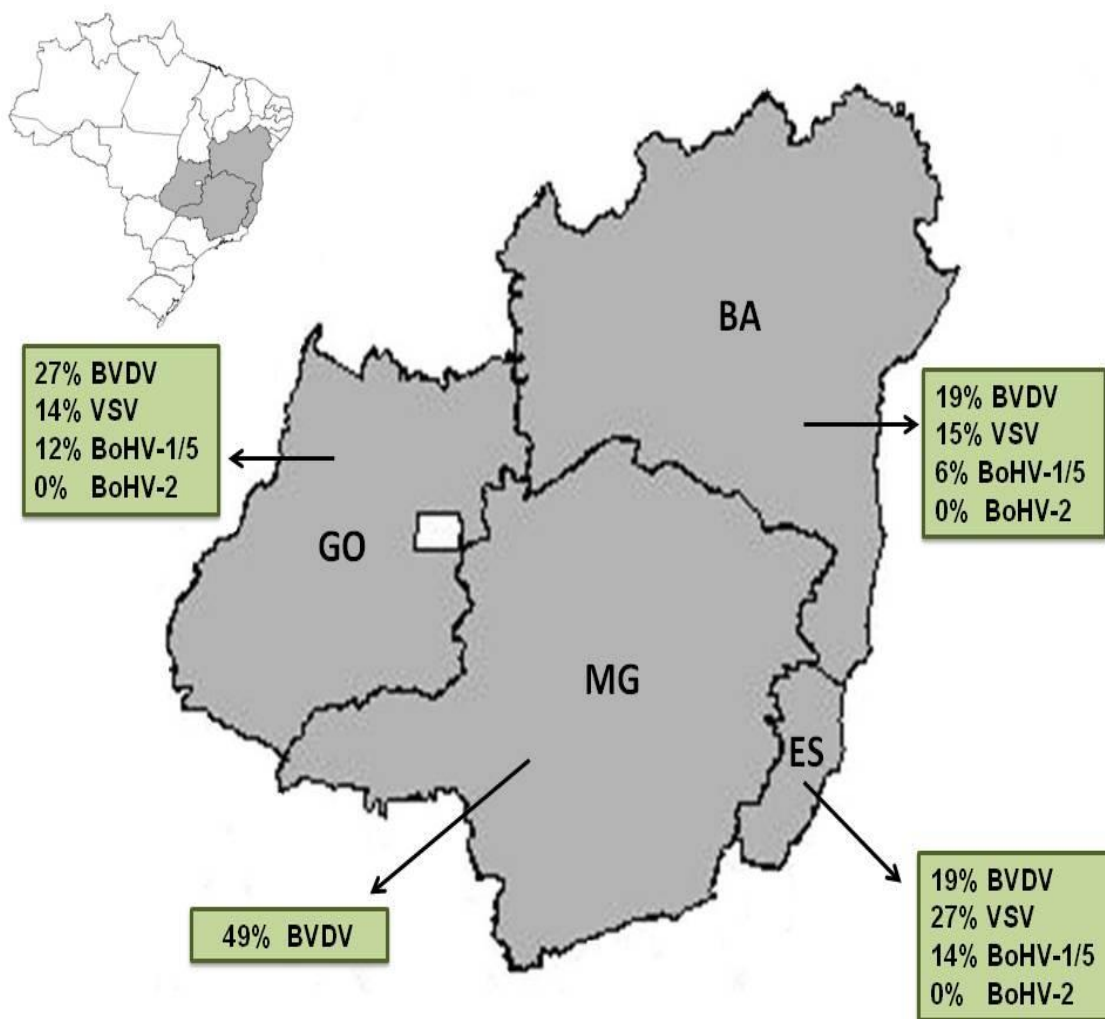 BA
27% BVDV
14% VSV
12% BoHV-1/5
0% BoHV-2
19% BVDV
15% VSV
6% BoHV-1/5
0% BoHV-2
GO
MG
ES
49% BVDV
19% BVDV
27% VSV
14% BoHV-1/5
0% BoHV-2